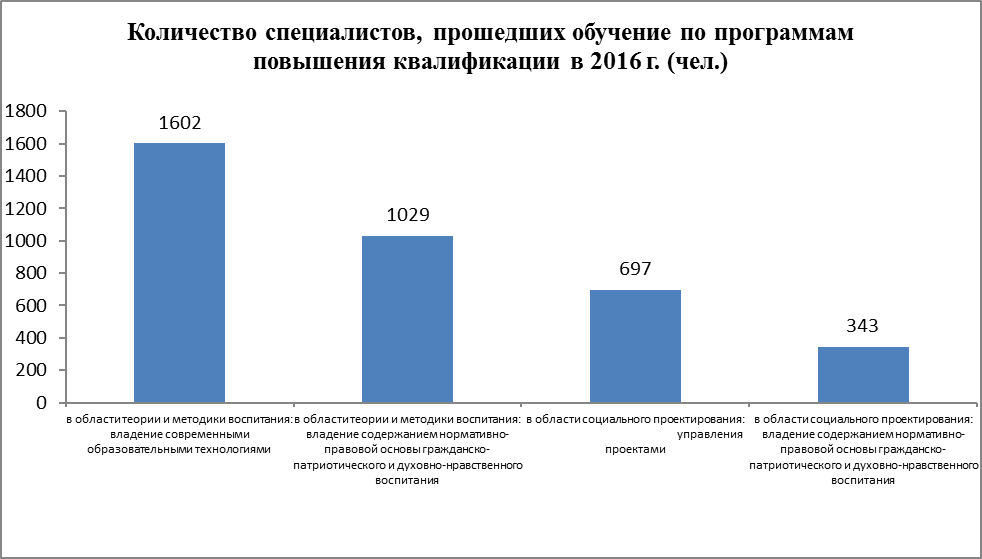 Количество специалистов, прошедших обучение по программам
повышения квалификации в 2016 г. (чел.)
1800
1600
1400
1200
1000
800
600
400
200
0
1602
1029
697
343
в области теории и методики воспитания:
владение современными
образовательными технологиями
в области теории и методики воспитания:
владение содержанием нормативно-
правовой основы гражданско-
патриотического и духовно-нравственного
воспитания
в области социального проектирования:
управления
проектами
в области социального проектирования:
владение содержанием нормативно-
правовой основы гражданско-
патриотического и духовно-нравственного
воспитания